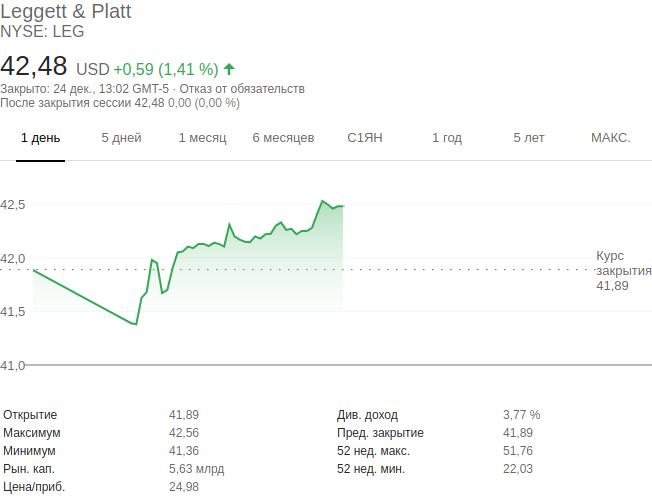 Leggett & Platt
NYSE: LEG
42,48 USD +0,59 (1,41 %)
Закрыто: 24 дек., 13:02 GMT-5 · Отказ от обязательств
После закрытия сессии 42,48 0,00 (0,00 %)
1 день 5 дней 1 месяц 6 месяцев С1ЯН 1 год 5 лет МАКС.
42,5
42,0
41,5
41,0
Курс
закрытия
41,89
Открытие 41,89 Див. доход 3,77 %
Максимум 42,56 Пред. закрытие 41,89
Минимум 41,36 52 нед. макс. 51,76
Рын. кап. 5,63 млрд 52 нед. мин. 22,03
Цена/приб. 24,98